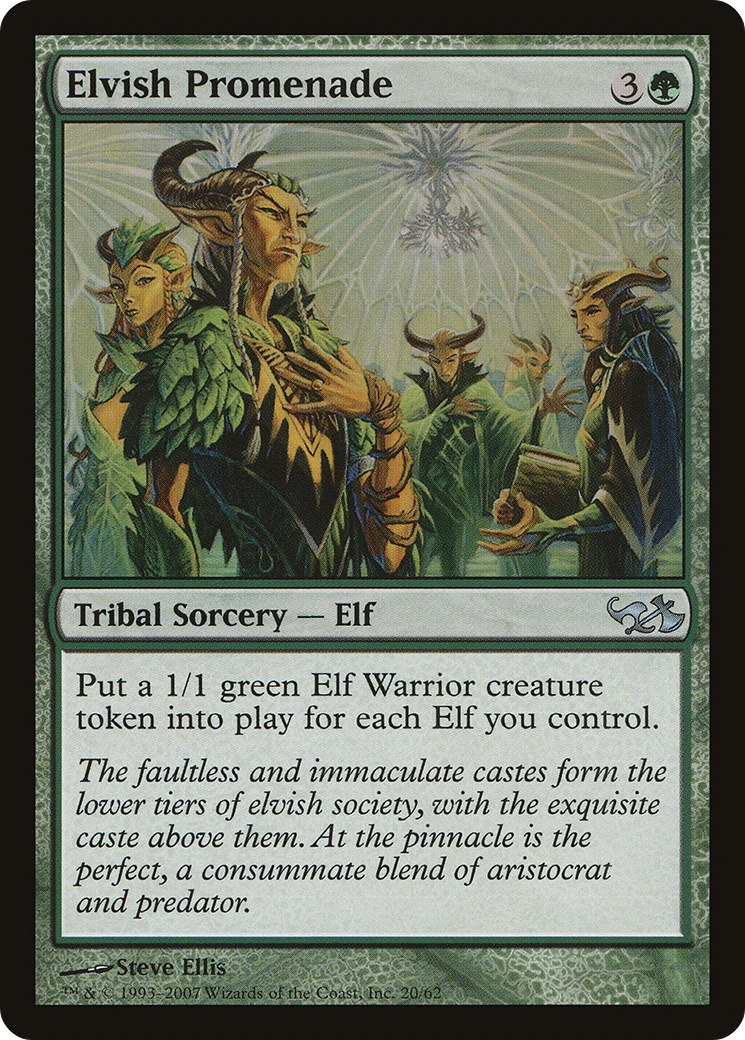 Elvish Promenade 3
Tribal Sorcery — Elf
Put a 1/1 green Elf Warrior creature
token into play for each Elf you control.
The faultless and immaculate castes form the
lower tiers of elvish society, with the exquisite
caste above them. At the pinnacle is the
perfect, a consummate blend of aristocrat
and predator.
Steve Ellis
™ & © 1993–2007 Wizards of the Coast, Inc. 20/62